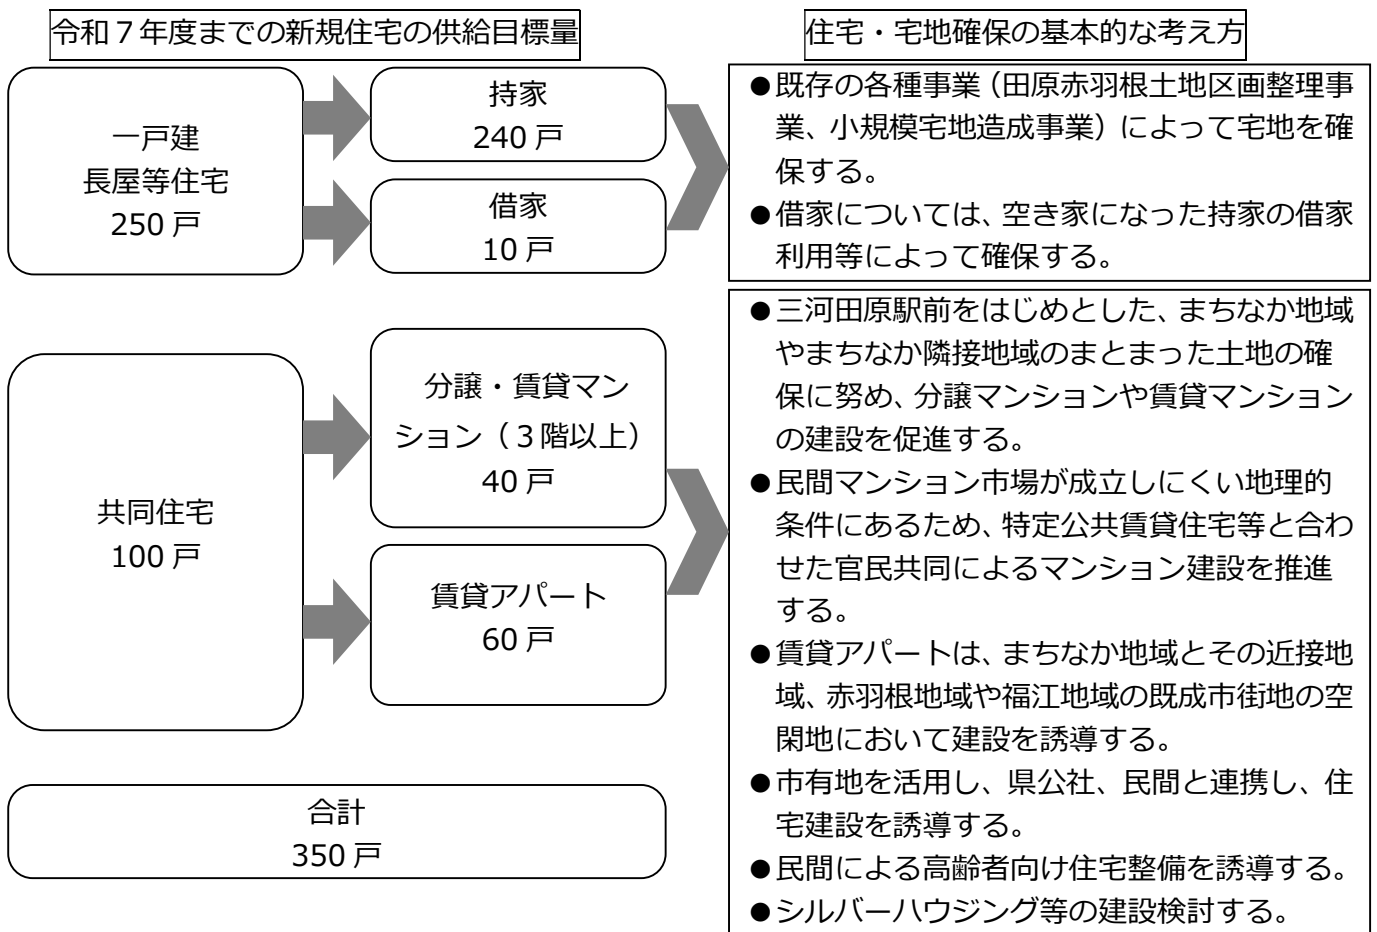 令和７年度までの新規住宅の供給目標量
一戸建
長屋等住宅
250 戸
持家
240 戸
借家
10 戸
共同住宅
100 戸
分譲・賃貸マン
ション（３階以上）
40 戸
賃貸アパート
60 戸
合計
350 戸
住宅・宅地確保の基本的な考え方
●既存の各種事業（田原赤羽根土地区画整理事
業、小規模宅地造成事業）によって宅地を確
保する。
●借家については、空き家になった持家の借家
利用等によって確保する。
●三河田原駅前をはじめとした、まちなか地域
やまちなか隣接地域のまとまった土地の確
保に努め、分譲マンションや賃貸マンション
の建設を促進する。
●民間マンション市場が成立しにくい地理的
条件にあるため、特定公共賃貸住宅等と合わ
せた官民共同によるマンション建設を推進
する。
●賃貸アパートは、まちなか地域とその近接地
域、赤羽根地域や福江地域の既成市街地の空
閑地において建設を誘導する。
●市有地を活用し、県公社、民間と連携し、住
宅建設を誘導する。
●民間による高齢者向け住宅整備を誘導する。
●シルバーハウジング等の建設検討する。